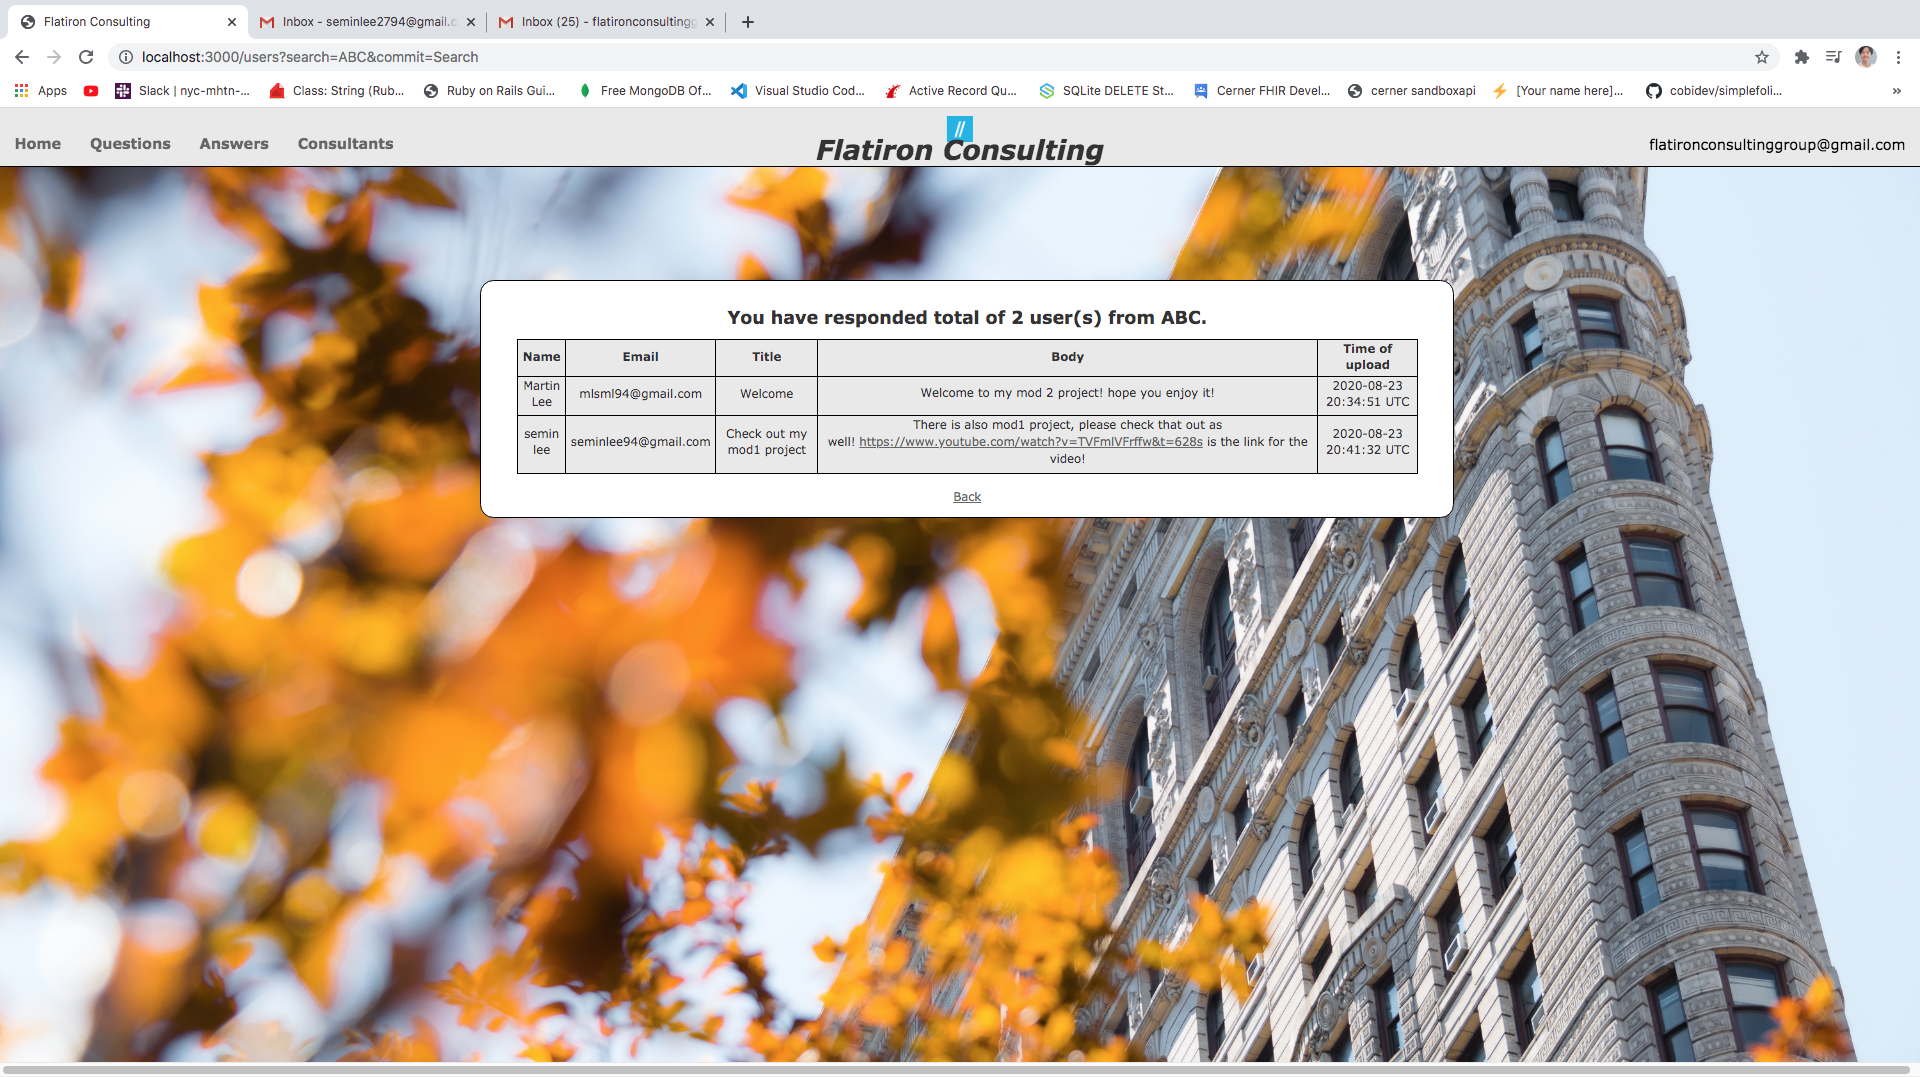 Flatiron Consulting
Inbox - seminlee2794@gmail.c
Inbox (25) - flatironconsultingg
localhost:3000/users?search=ABC&commit=Search
Apps
Slack | nyc-mhtn-...
Class: String (Rub...
Ruby on Rails Gui...
Free MongoDB Of...
Visual Studio Cod...
Active Record Qu...
SQLite DELETE St...
Cerner FHIR Devel...
cerner sandboxapi
[Your name here]...
cobidev/simplefoli...
»
Home
Questions
Answers
Consultants
//
Flatiron Consulting
flatironconsultinggroup@gmail.com
You have responded total of 2 user(s) from ABC.
Name
Email
Title
Body
Time of
upload
Martin
Lee
mlsml94@gmail.com
Welcome
Welcome to my mod 2 project! hope you enjoy it!
2020-08-23
20:34:51 UTC
semin
lee
seminlee94@gmail.com
Check out my
mod1 project
There is also mod1 project, please check that out as
well! https://www.youtube.com/watch?v=TVFmlVFrffw&t=628s is the link for the
video!
2020-08-23
20:41:32 UTC
Back